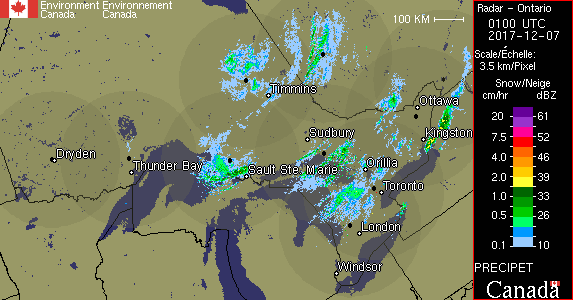 Environment Environnement
Canada Canada
100 KM
Timmins
Ottawa
Sudbury
Kingston
Dryden
Thunder Bay
Sault Ste. Marie
Orillia
Toronto
London
Windsor
Radar - Ontario
0100 UTC
2017-12-07
Scale/Échelle:
3.5 km/Pixel
Snow/Neige
cm/hr dBZ
20 61
7.5 52
4.0 46
2.0 39
1.0 33
0.5 26
0.1 10
PRECIPET
Canada